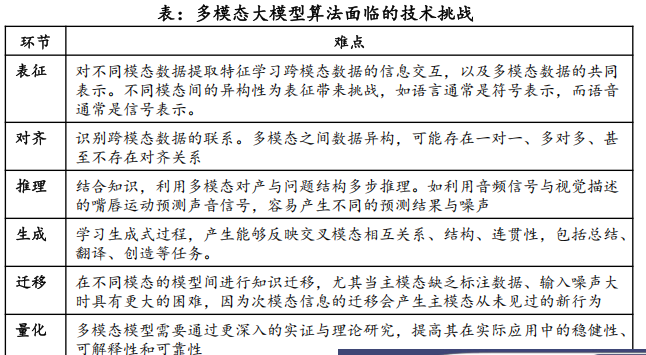 表：多模态大模型算法面临的技术挑战
环节 难点
表征 对不同模态数据提取特征学习跨模态数据的信息交互，以及多模态数据的共同
表示。不同模态间的异构性为表征带来挑战，如语言通常是符号表示，而语音
通常是信号表示。
对齐 识别跨模态数据的联系。多模态之间数据异构，可能存在一对一、多对多、甚
至不存在对齐关系
推理 结合知识，利用多模态对产与问题结构多步推理。如利用音频信号与视觉描述
的嘴唇运动预测声音信号，容易产生不同的预测结果与噪声
生成 学习生成式过程，产生能够反映交叉模态相互关系、结构、连贯性，包括总结、
翻译、创造等任务。
迁移 在不同模态的模型间进行知识迁移，尤其当主模态缺乏标注数据、输入噪声大
时具有更大的困难，因为次模态信息的迁移会产生主模态从未见过的新行为
量化 多模态模型需要通过更深入的实证与理论研究，提高其在实际应用中的稳健性、
可解释性和可靠性